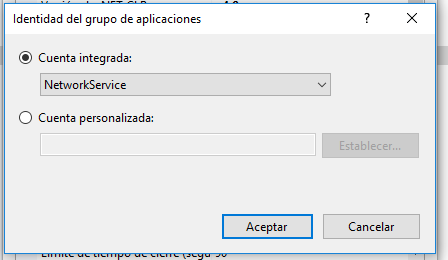 Identidad del grupo de aplicaciones
Cuenta integrada:
NetworkService
Cuenta personalizada:
Establecer...
Aceptar
Cancelar